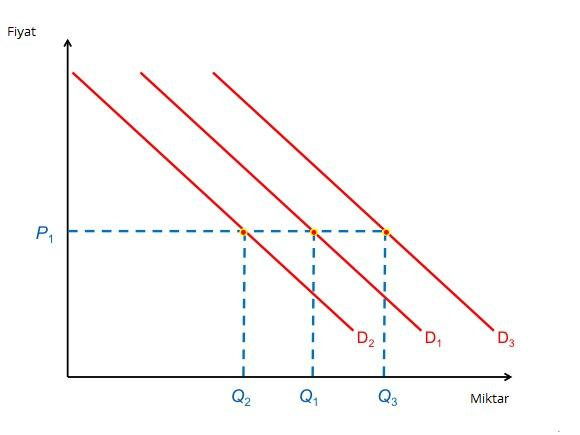 Fiyat
P₁
D₂ D₁ D₃
Q₂ Q₁ Q₃ Miktar